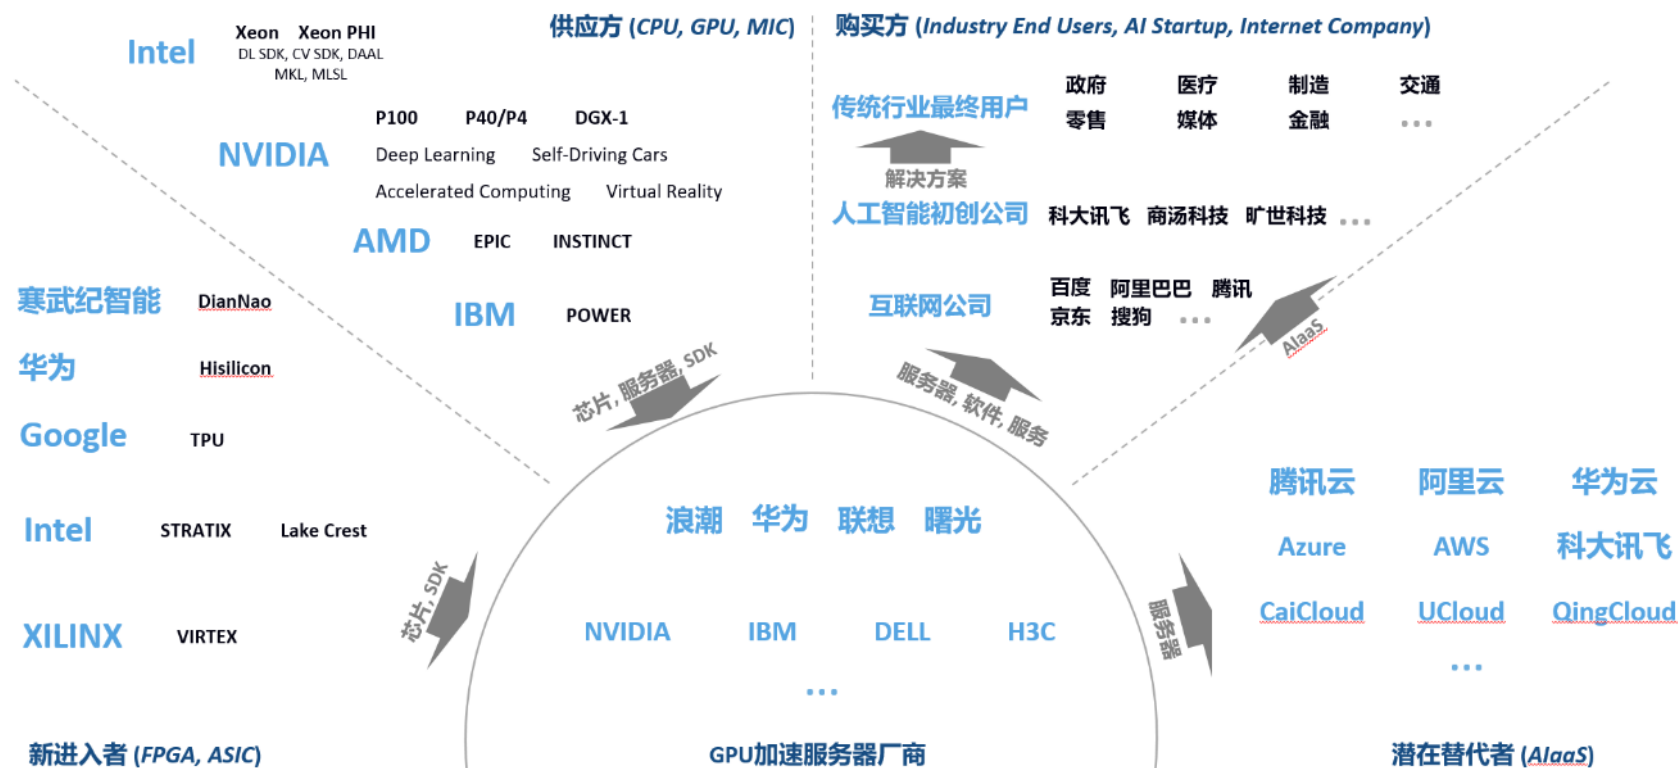 供应方 (CPU, GPU, MIC)
Intel
Xeon Xeon PHI
DL SDK, CV SDK, DAAL
MKL, MLSL
NVIDIA
P100 P40/P4 DGX-1
Deep Learning Self-Driving Cars
Accelerated Computing Virtual Reality
AMD EPIC INSTINCT
IBM POWER
芯片, 服务器, SDK
购买方 (Industry End Users, AI Startup, Internet Company)
传统行业最终用户
政府 医疗 制造 交通
零售 媒体 金融 ...
解决方案
人工智能初创公司 科大讯飞 商汤科技 旷世科技 ...
互联网公司
百度 阿里巴巴 腾讯
京东 搜狗 ...
服务器, 软件, 服务
AIaaS
寒武纪智能 DianNao
华为 Hisilicon
Google TPU
Intel STRATIX Lake Crest
XILINX VIRTEX
芯片, SDK
新进入者 (FPGA, ASIC)
浪潮 华为 联想 曙光
NVIDIA IBM DELL H3C
...
GPU加速服务器厂商
服务器
腾讯云 阿里云 华为云
Azure AWS 科大讯飞
CaiCloud UCloud QingCloud
...
潜在替代者 (AIaaS)